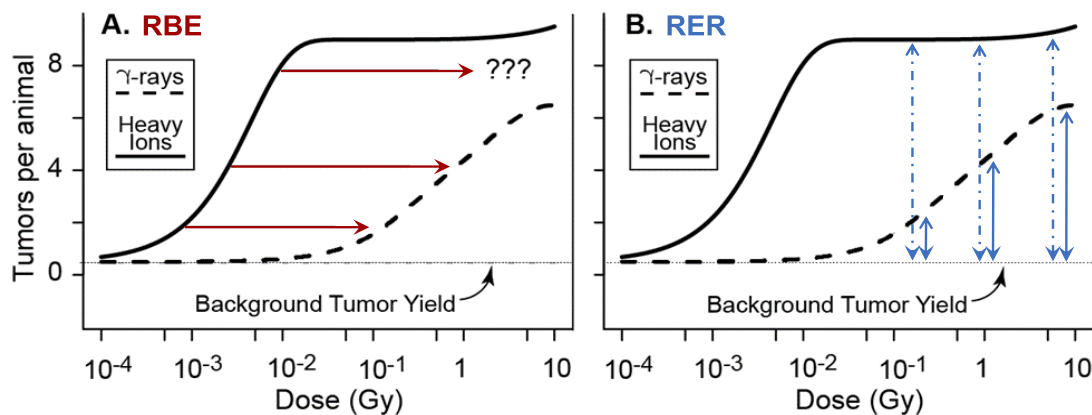 A. RBE
γ-rays
Heavy
Ions
???
Background Tumor Yield
Tumors per animal
8
4
0
10-4
10-3
10-2
10-1
1
10
Dose (Gy)
B. RER
γ-rays
Heavy
Ions
Background Tumor Yield
10-4
10-3
10-2
10-1
1
10
Dose (Gy)